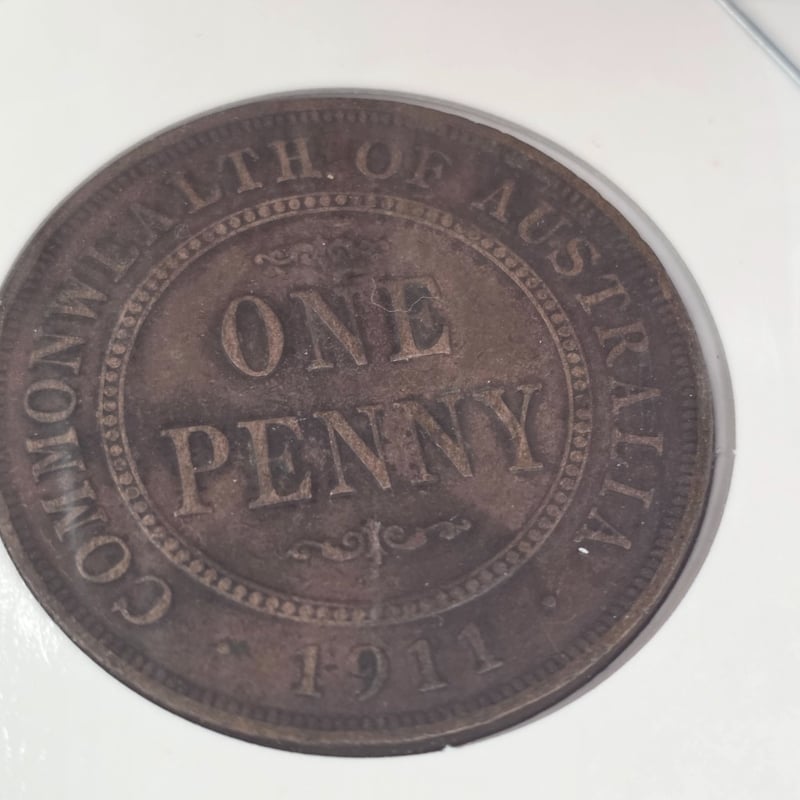 COMMONWEALTH OF AUSTRALIA
ONE
PENNY
1911